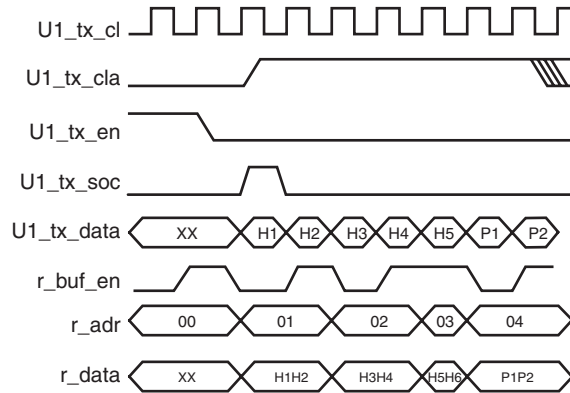 U1_tx_cl
U1_tx_cla
U1_tx_en
U1_tx_soc
U1_tx_data XX H1 H2 H3 H4 H5 P1 P2
r_buf_en
r_adr 00 01 02 03 04
r_data XX H1H2 H3H4 H5H6 P1P2